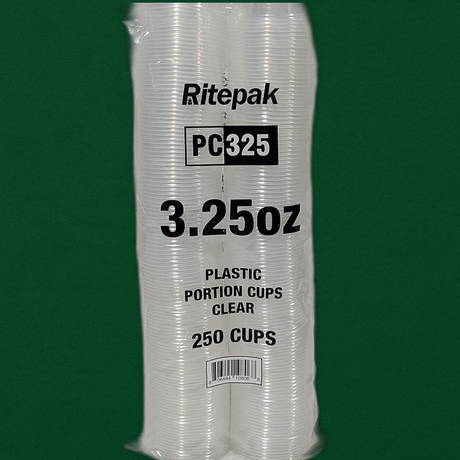 Ritepak
PC325
3.25oz
PLASTIC
PORTION CUPS
CLEAR
250 CUPS